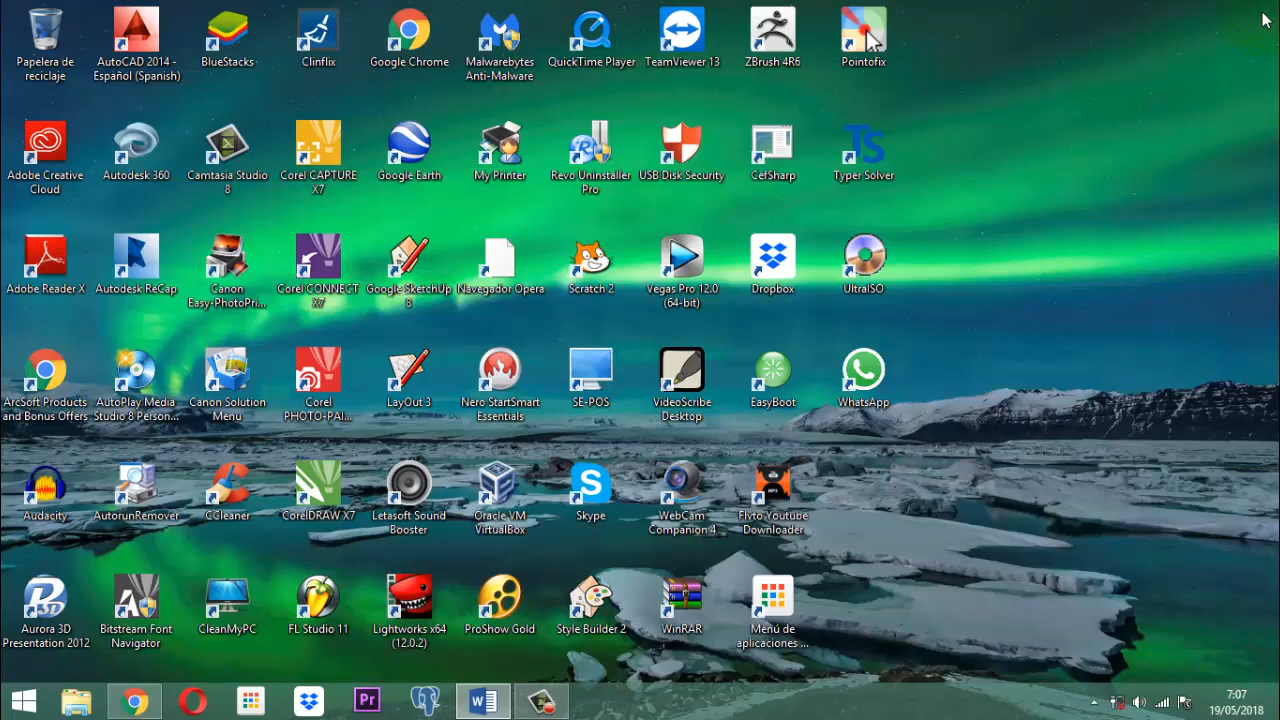 Papelera de
reciclaje
AutoCAD 2014 -
Español (Spanish)
BlueStacks
Clinflix
Google Chrome
Malwarebytes
Anti-Malware
QuickTime Player
TeamViewer 13
ZBrush 4R6
Pointofix
Adobe Creative
Cloud
Autodesk 360
Camtasia Studio
8
Corel CAPTURE
X7
Google Earth
My Printer
Revo Uninstaller
Pro
USB Disk Security
CefSharp
Ts
Typer Solver
Adobe Reader X
Autodesk ReCap
Canon
Easy-PhotoPri...
Corel CONNECT
X7
Google SketchUp
8
Navegador Opera
Scratch 2
Vegas Pro 12.0
(64-bit)
Dropbox
UltraISO
ArcSoft Products
and Bonus Offers
AutoPlay Media
Studio 8 Person...
Canon Solution
Menu
Corel
PHOTO-PAI...
LayOut 3
Nero StartSmart
Essentials
SE-POS
VideoScribe
Desktop
EasyBoot
WhatsApp
Audacity
AutorunRemover
CCleaner
CorelDRAW X7
Letasoft Sound
Booster
Oracle VM
VirtualBox
Skype
WebCam
Companion 4
Flvto Youtube
Downloader
Aurora 3D
Presentation 2012
Bitstream Font
Navigator
CleanMyPC
FL Studio 11
Lightworks x64
(12.0.2)
ProShow Gold
Style Builder 2
WinRAR
Menú de
aplicaciones ...
Pr
7:07
19/05/2018